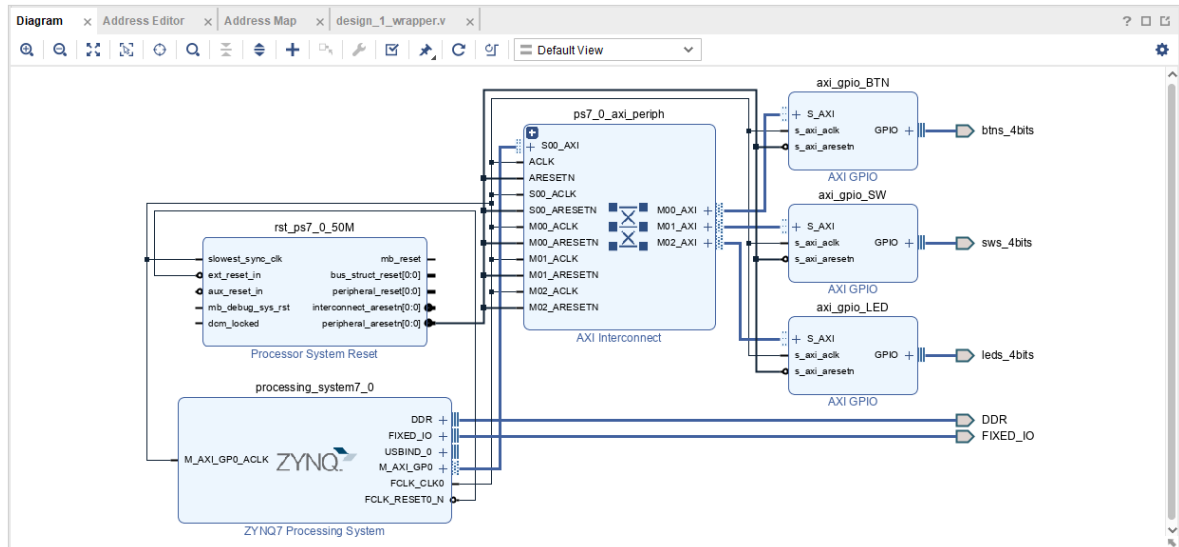 Diagram × Address Editor × Address Map × design_1_wrapper.v ×
? 
Default View
axi_gpio_BTN
+ S_AXI
s_axi_aclk
s_axi_aresetn
GPIO +
AXI GPIO
btns_4bits
ps7_0_axi_periph
+ S00_AXI
ACLK
ARESETN
S00_ACLK
S00_ARESETN
M00_ACLK
M00_ARESETN
M01_ACLK
M01_ARESETN
M02_ACLK
M02_ARESETN
M00_AXI +
M01_AXI +
M02_AXI +
AXI Interconnect
axi_gpio_SW
+ S_AXI
s_axi_aclk
s_axi_aresetn
GPIO +
AXI GPIO
sws_4bits
rst_ps7_0_50M
slowest_sync_clk
ext_reset_in
aux_reset_in
mb_debug_sys_rst
dcm_locked
mb_reset
bus_struct_reset[0:0]
peripheral_reset[0:0]
interconnect_aresetn[0:0]
peripheral_aresetn[0:0]
Processor System Reset
axi_gpio_LED
+ S_AXI
s_axi_aclk
s_axi_aresetn
GPIO +
AXI GPIO
leds_4bits
processing_system7_0
M_AXI_GP0_ACLK
ZYNQ
DDR +
FIXED_IO +
USBIND_0 +
M_AXI_GP0 +
FCLK_CLK0
FCLK_RESET0_N
ZYNQ7 Processing System
DDR
FIXED_IO